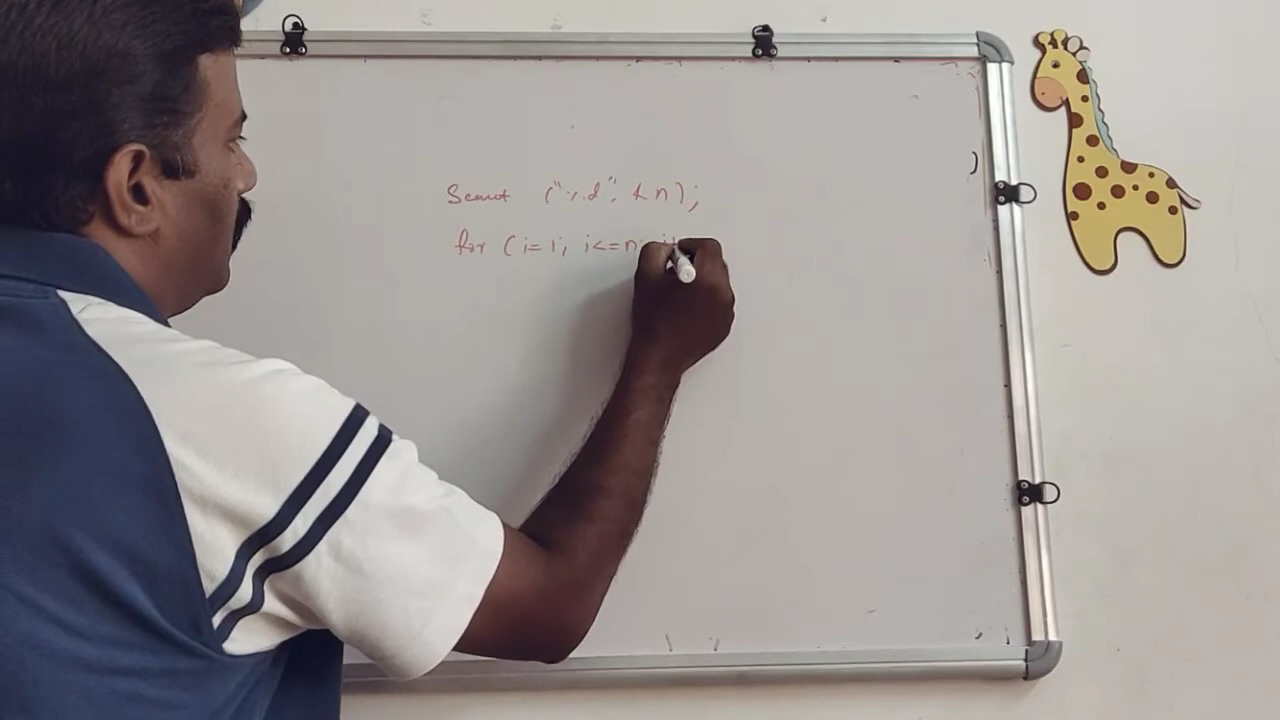 Scanf ("%d", &n);
for (i=1; i<=n; i+